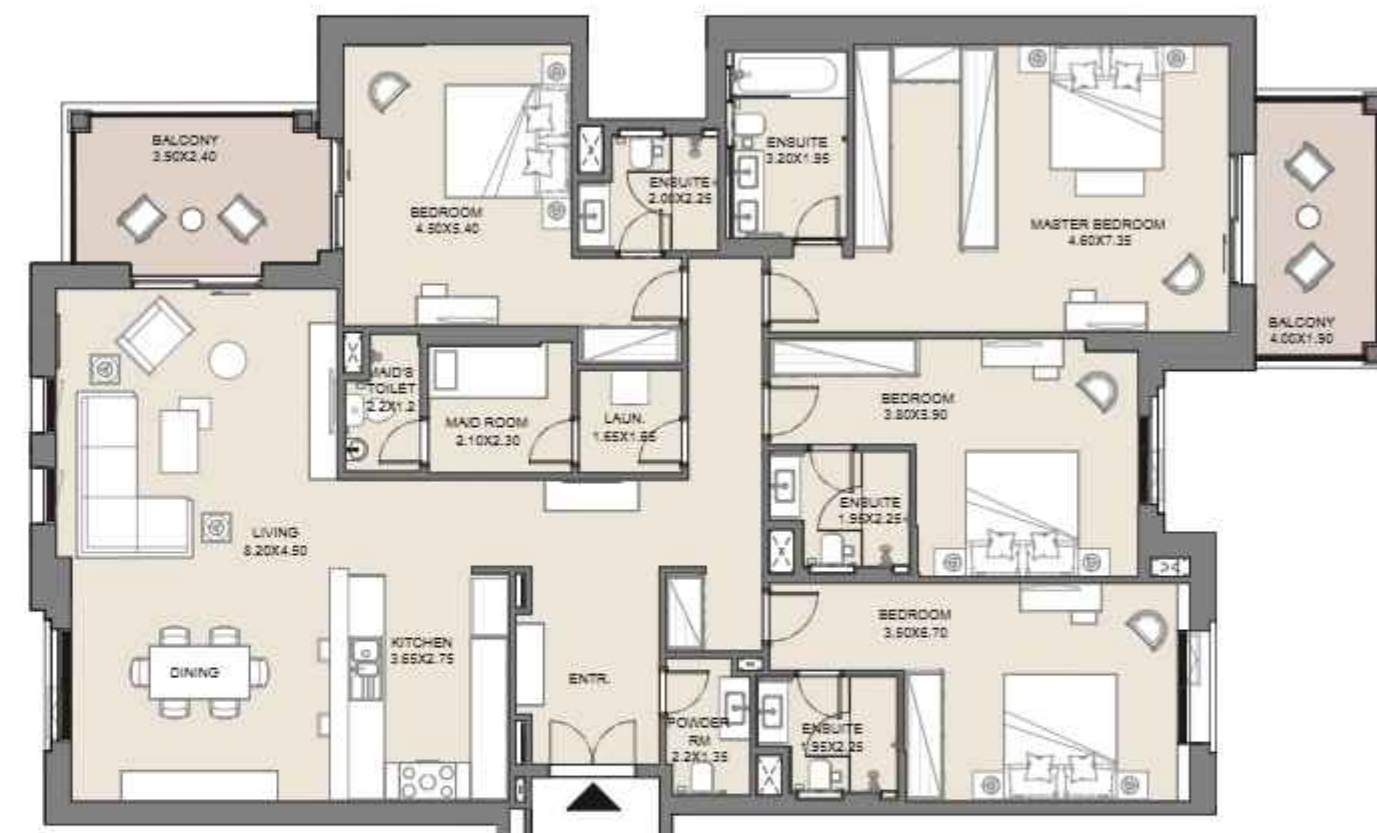 BALCONY
3.90X2.40
BEDROOM
4.50X5.40
ENSUITE
2.00X2.25
ENSUITE
3.20X1.95
MASTER BEDROOM
4.60X7.35
BALCONY
4.00X1.90
MAID'S
TOILET
2.2X1.2
MAID ROOM
2.10X2.30
LAUN.
1.65X1.65
BEDROOM
3.80X5.90
ENSUITE
1.95X2.25
LIVING
8.20X4.50
KITCHEN
3.65X2.75
DINING
ENTR.
BEDROOM
3.50X6.70
POWDER
RM
2.2X1.35
ENSUITE
1.95X2.25